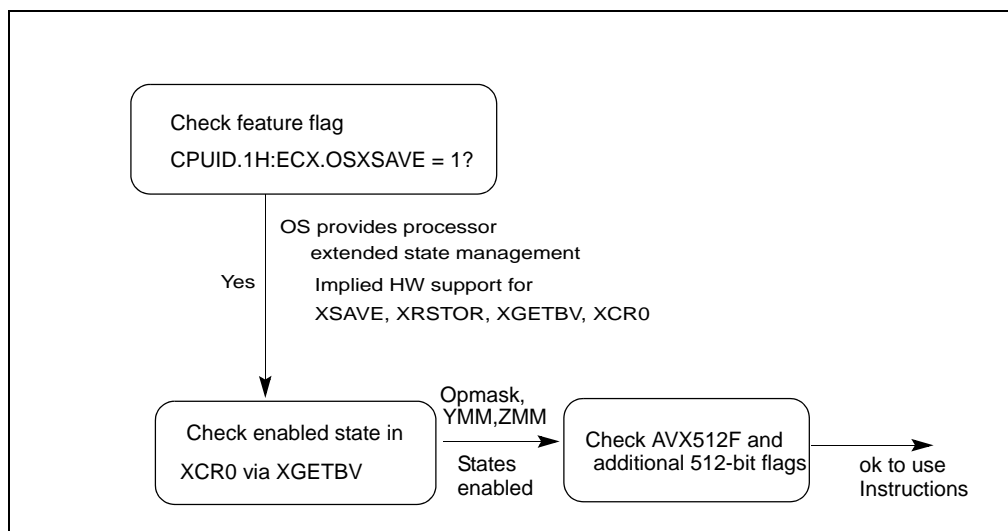 Check feature flag
CPUID.1H:ECX.OSXSAVE = 1?
OS provides processor
extended state management
Yes
Implied HW support for
XSAVE, XRSTOR, XGETBV, XCR0
Check enabled state in
XCR0 via XGETBV
Opmask,
YMM,ZMM
States
enabled
Check AVX512F and
additional 512-bit flags
ok to use
Instructions